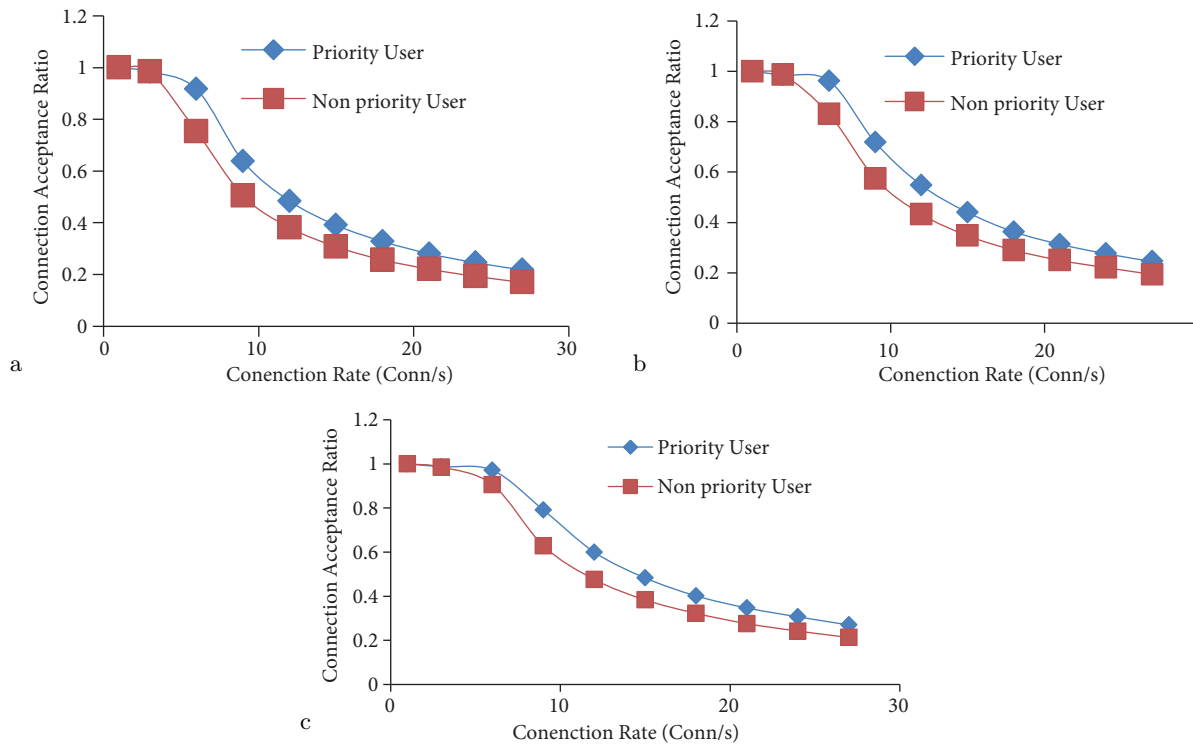 1.2
1
0.8
0.6
0.4
0.2
0
Connection Acceptance Ratio
Priority User
Non priority User
0 10 20 30
Conenction Rate (Conn/s)
a
1.2
1
0.8
0.6
0.4
0.2
0
Connection Acceptance Ratio
Priority User
Non priority User
0 10 20
Conenction Rate (Conn/s)
b
1.2
1
0.8
0.6
0.4
0.2
0
Connection Acceptance Ratio
Priority User
Non priority User
0 10 20 30
Conenction Rate (Conn/s)
c